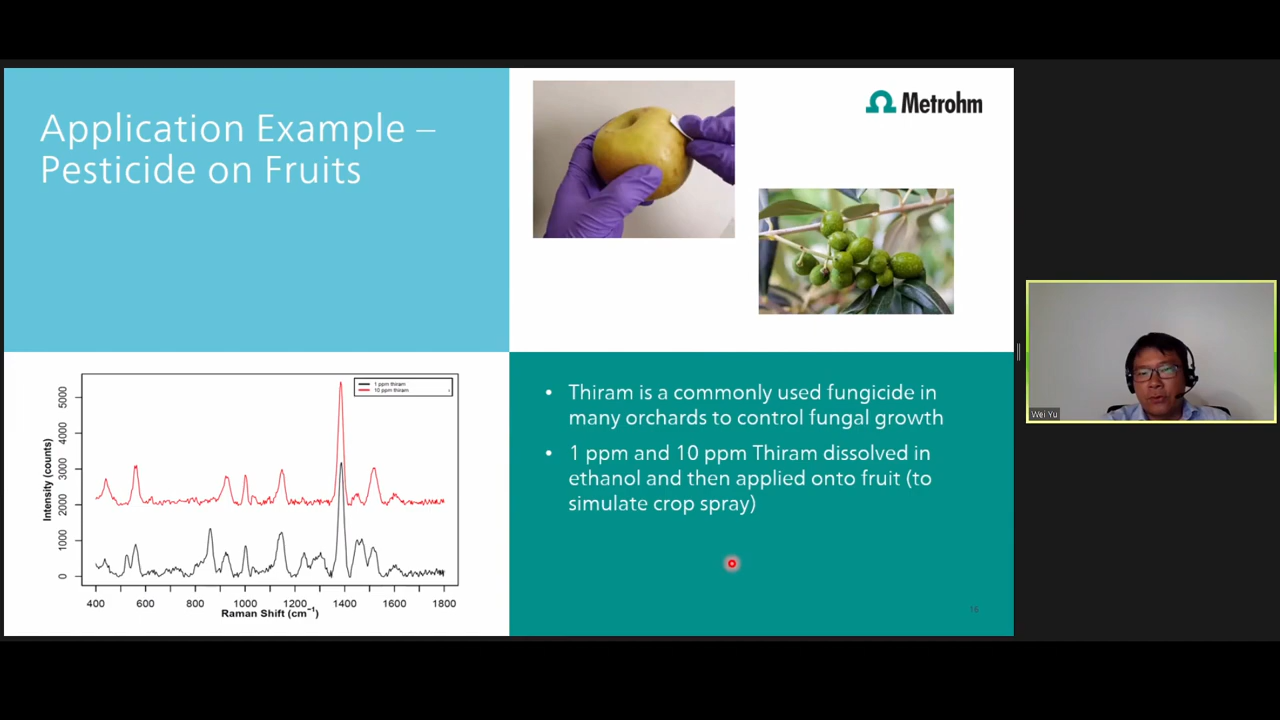 Application Example –
Pesticide on Fruits
Metrohm
1 ppm thiram
10 ppm thiram
Intensity (counts)
5000
4000
3000
2000
1000
0
400 600 800 1000 1200 1400 1600 1800
Raman Shift (cm⁻¹)
• Thiram is a commonly used fungicide in
many orchards to control fungal growth
• 1 ppm and 10 ppm Thiram dissolved in
ethanol and then applied onto fruit (to
simulate crop spray)
16
Wei Yu